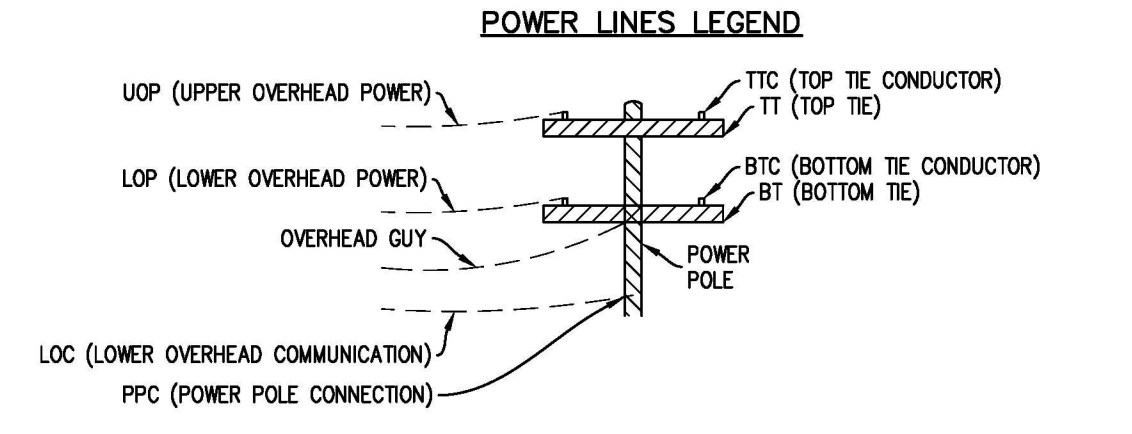 POWER LINES LEGEND
UOP (UPPER OVERHEAD POWER)
TTC (TOP TIE CONDUCTOR)
TT (TOP TIE)
LOP (LOWER OVERHEAD POWER)
BTC (BOTTOM TIE CONDUCTOR)
BT (BOTTOM TIE)
OVERHEAD GUY
POWER
POLE
LOC (LOWER OVERHEAD COMMUNICATION)
PPC (POWER POLE CONNECTION)